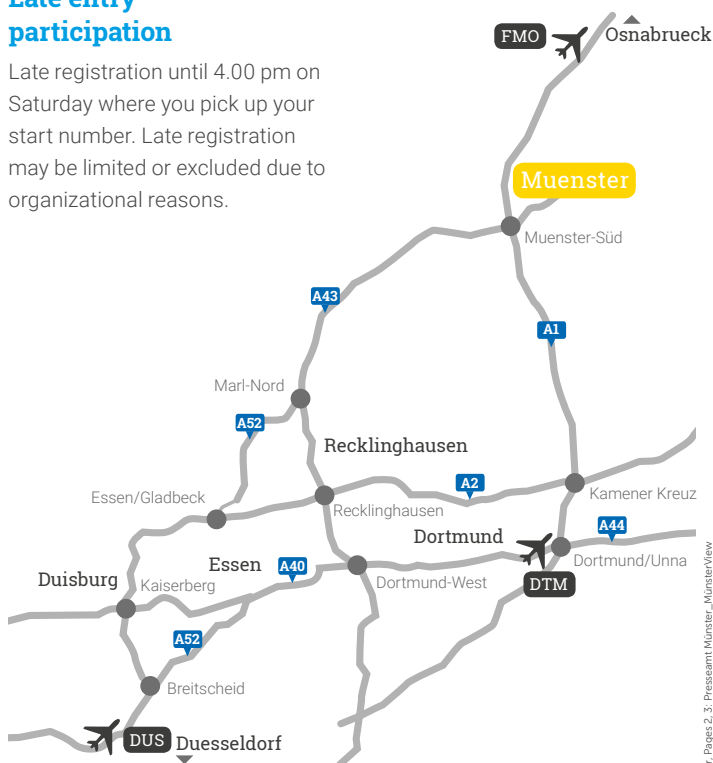 Late entry
participation
Late registration until 4.00 pm on
Saturday where you pick up your
start number. Late registration
may be limited or excluded due to
organizational reasons.
FMO
Osnabrueck
Muenster
Muenster-Süd
A43
A1
Marl-Nord
A52
Recklinghausen
A2
Essen/Gladbeck
Recklinghausen
Kamener Kreuz
A44
Dortmund
Essen
A40
Dortmund/Unna
Duisburg
Kaiserberg
Dortmund-West
DTM
A52
Breitscheid
DUS
Duesseldorf
r, Pages 2, 3: Presseamt Münster_MünsterView